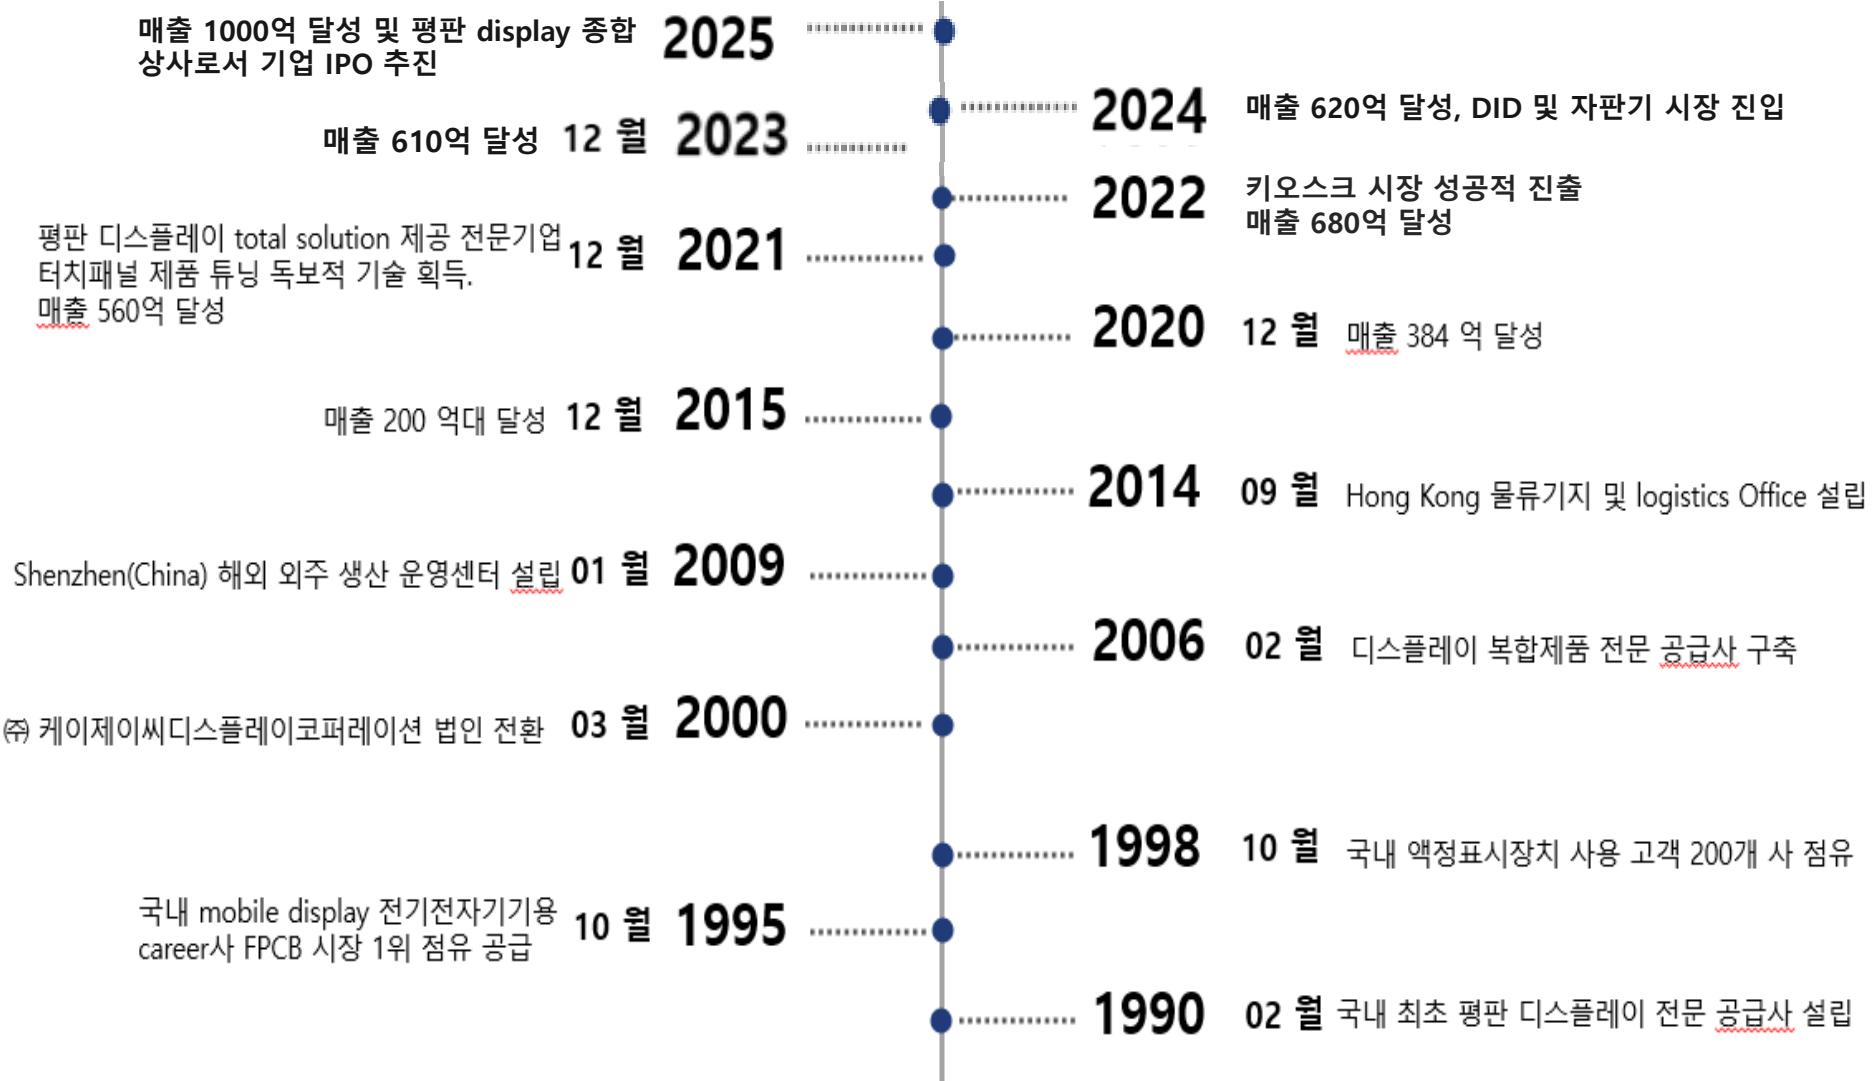 매출 1000억 달성 및 평판 display 종합 2025
상사로서 기업 IPO 추진
2024 매출 620억 달성, DID 및 자판기 시장 진입
매출 610억 달성 12 월 2023
2022 키오스크 시장 성공적 진출
매출 680억 달성
평판 디스플레이 total solution 제공 전문기업 12 월 2021
터치패널 제품 튜닝 독보적 기술 획득.
매출 560억 달성
2020 12 월 매출 384 억 달성
매출 200 억대 달성 12 월 2015
2014 09 월 Hong Kong 물류기지 및 logistics Office 설립
Shenzhen(China) 해외 외주 생산 운영센터 설립 01 월 2009
2006 02 월 디스플레이 복합제품 전문 공급사 구축
㈜ 케이제이씨디스플레이코퍼레이션 법인 전환 03 월 2000
1998 10 월 국내 액정표시장치 사용 고객 200개 사 점유
국내 mobile display 전기전자기기용 10 월 1995
career사 FPCB 시장 1위 점유 공급
1990 02 월 국내 최초 평판 디스플레이 전문 공급사 설립